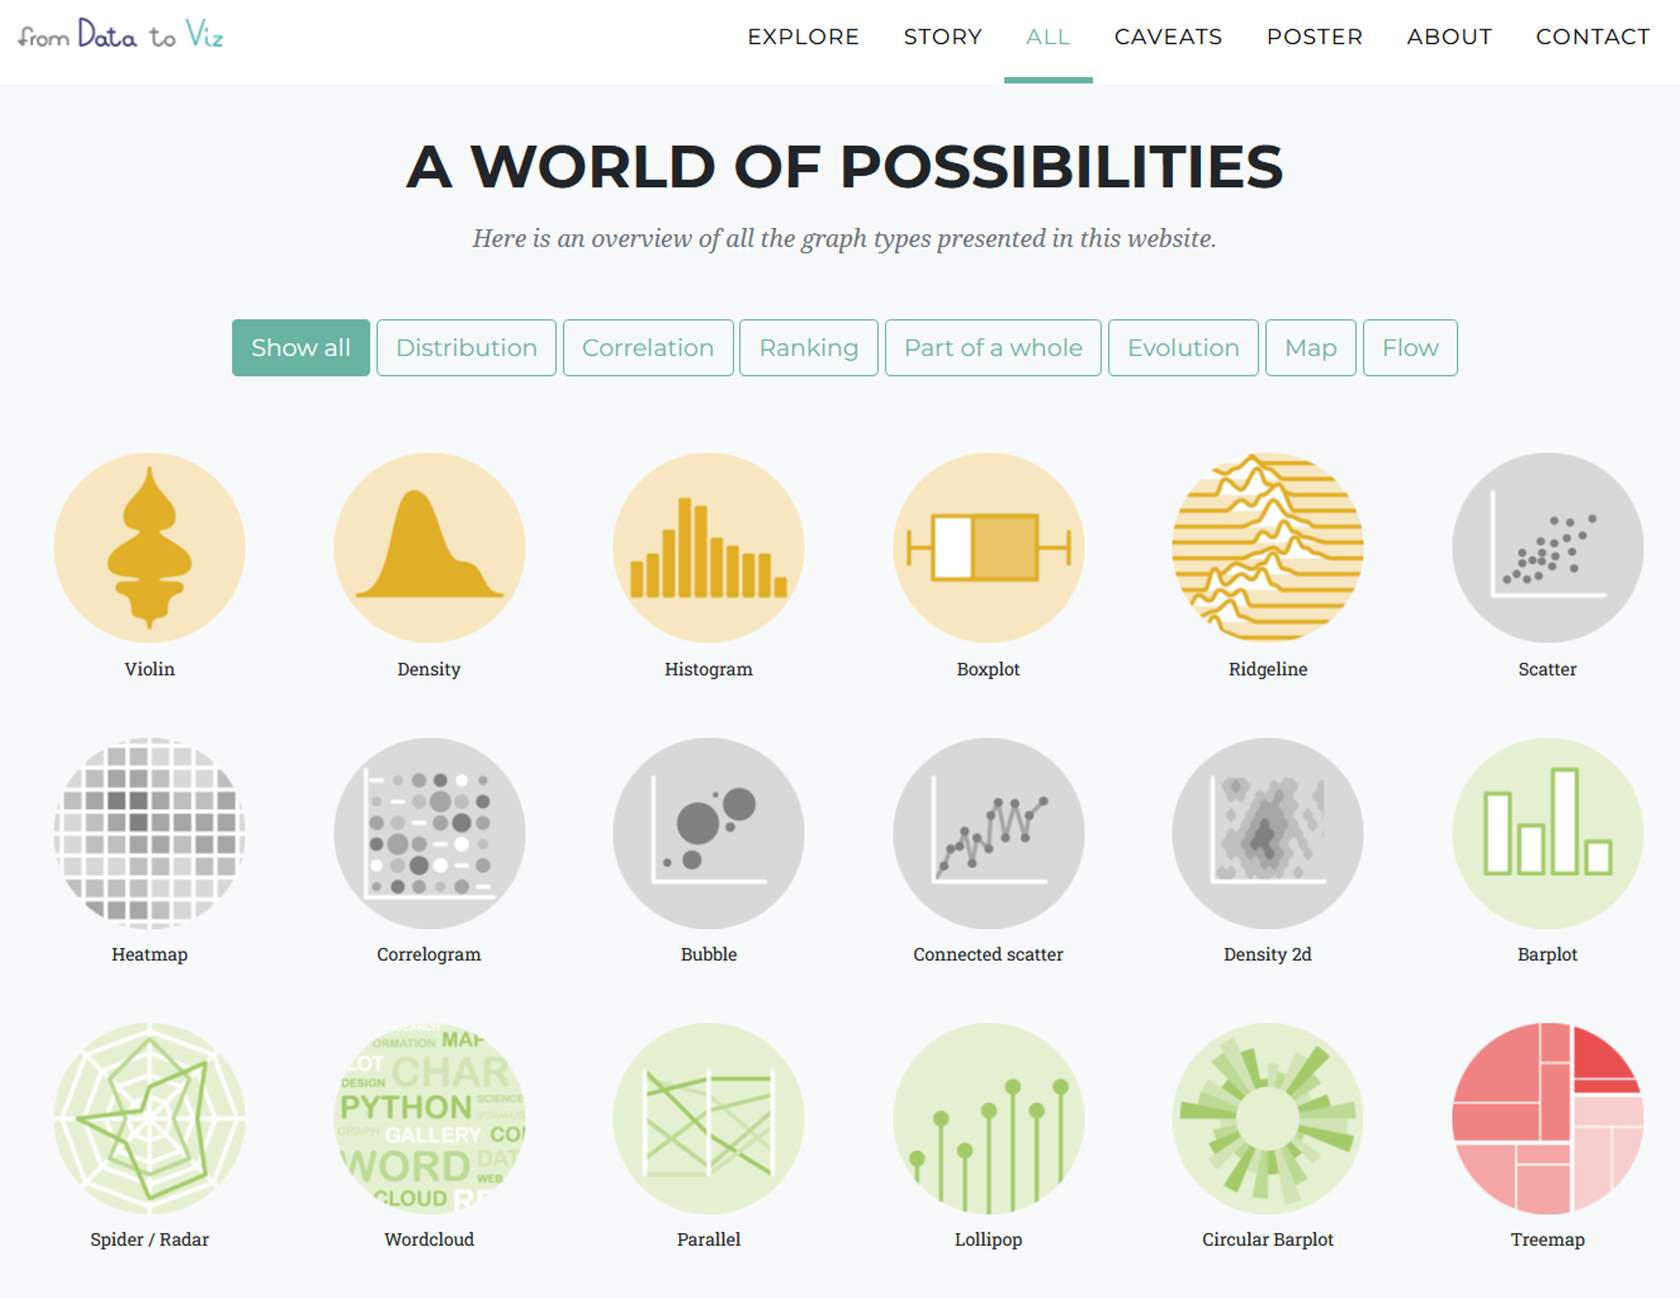 from Data to Viz
EXPLORE STORY ALL CAVEATS POSTER ABOUT CONTACT
A WORLD OF POSSIBILITIES
Here is an overview of all the graph types presented in this website.
Show all Distribution Correlation Ranking Part of a whole Evolution Map Flow
Violin Density Histogram Boxplot Ridgeline Scatter
Heatmap Correlogram Bubble Connected scatter Density 2d Barplot
ORMATION MAP
LOT
DESIGN CHAR
PYTHON SCIENCE
GRAPH GALLERY COM
WORD DAT
WEB
CLOUD RE
Spider / Radar Wordcloud Parallel Lollipop Circular Barplot Treemap